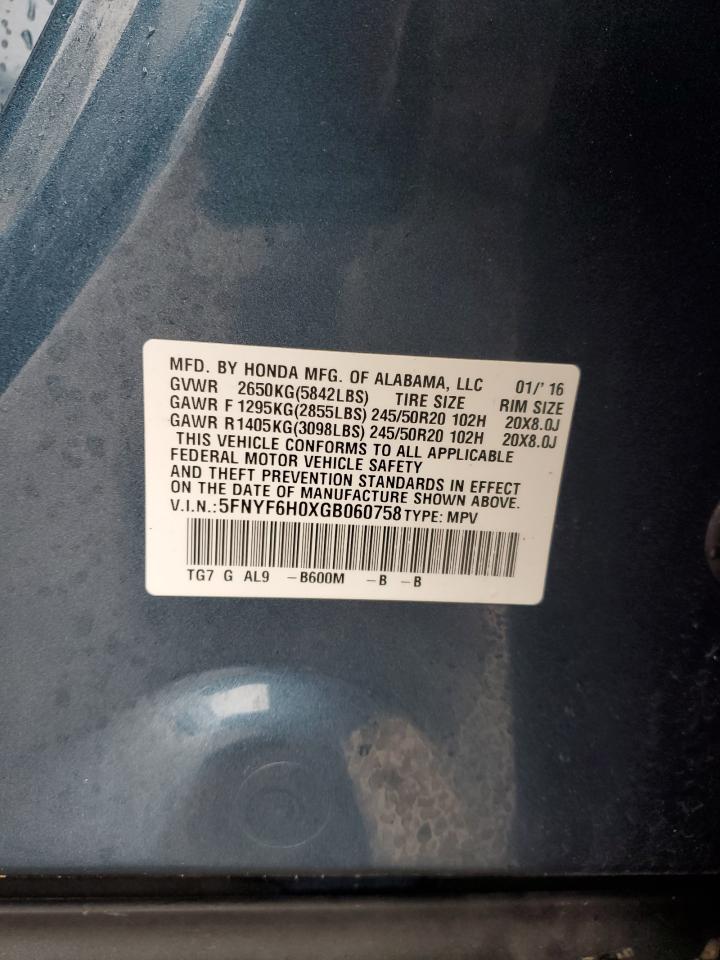 MFD. BY HONDA MFG. OF ALABAMA, LLC 01/'16
GVWR 2650KG(5842LBS) TIRE SIZE RIM SIZE
GAWR F 1295KG(2855LBS) 245/50R20 102H 20X8.0J
GAWR R 1405KG(3098LBS) 245/50R20 102H 20X8.0J
THIS VEHICLE CONFORMS TO ALL APPLICABLE
FEDERAL MOTOR VEHICLE SAFETY
AND THEFT PREVENTION STANDARDS IN EFFECT
ON THE DATE OF MANUFACTURE SHOWN ABOVE.
V.I.N.:5FNYF6H0XGB060758 TYPE: MPV
TG7 G AL9 -B600M -B -B